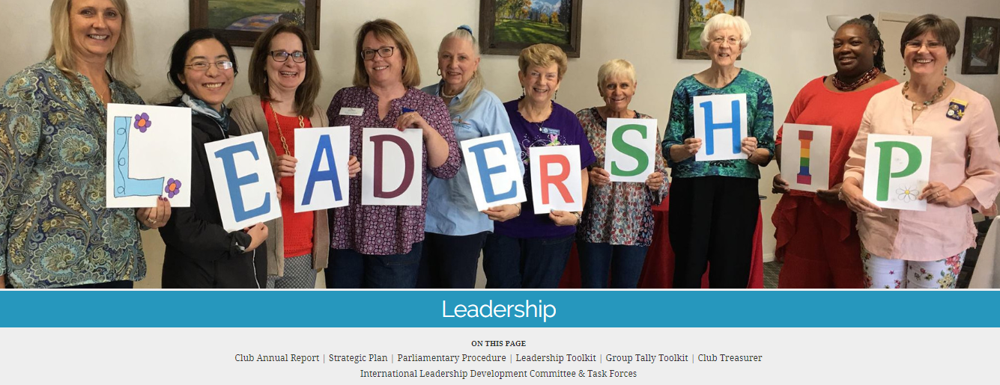 LEADERSHIP
Leadership
ON THIS PAGE
Club Annual Report | Strategic Plan | Parliamentary Procedure | Leadership Toolkit | Group Tally Toolkit | Club Treasurer
International Leadership Development Committee & Task Forces